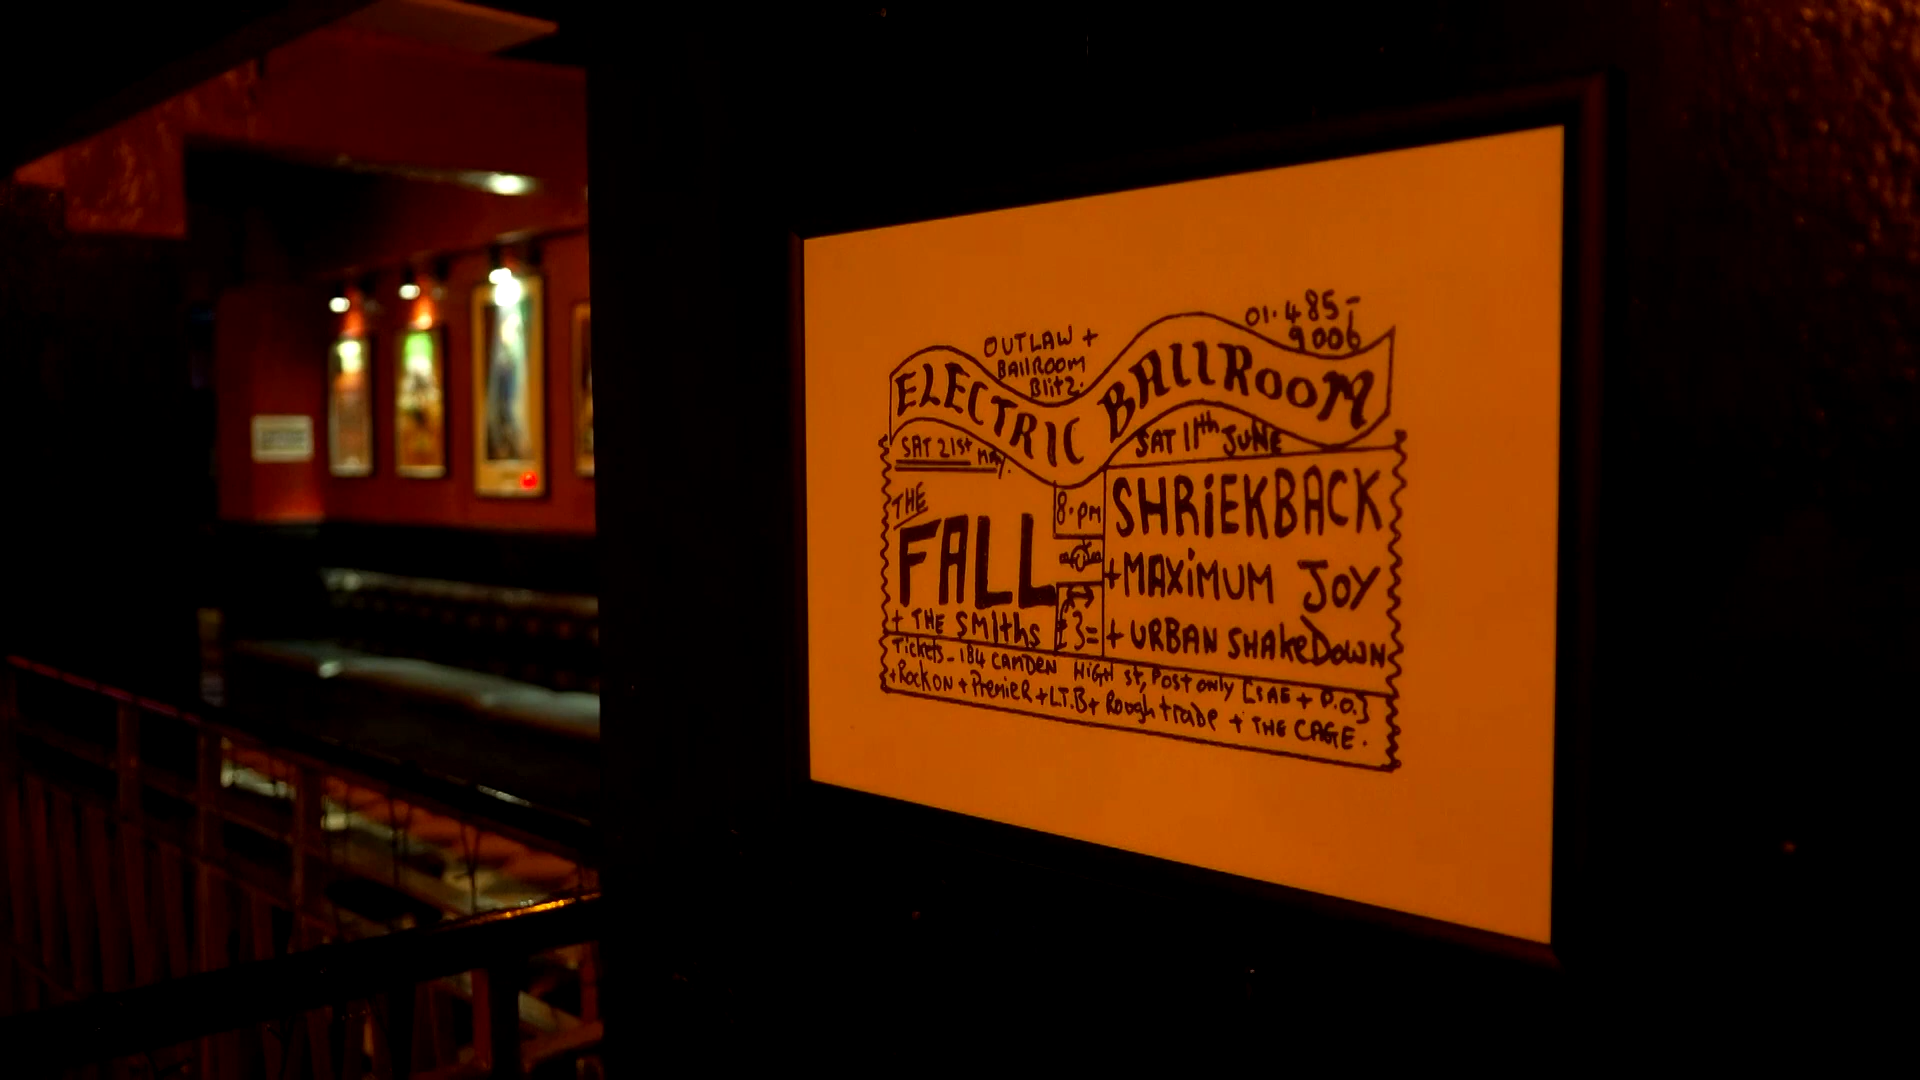 OUTLAW +
BAllROOM
Blitz.
01.485-
9006
ELECTRIC BAllROOM
SAT 21st MAY.
THE
FALL
+ THE SMIths
8.PM
£3=
SAT 11th JUNE
SHRiEKBACK
+MAXiMUM JOY
+ URBAN SHAkeDOWN
Tickets - 184 CAMDEN HIGH St, Post only [SAE + P.O.]
+Rock ON + PremieR + L.T.B + Rough trade + THE CAGE.